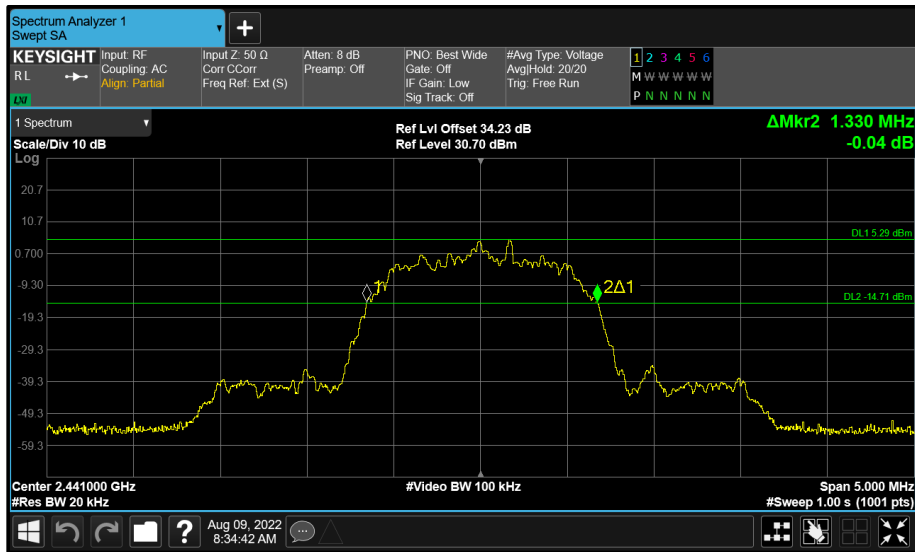 Spectrum Analyzer 1
Swept SA
KEYSIGHT Input: RF Input Z: 50 Ω Atten: 8 dB PNO: Best Wide #Avg Type: Voltage 1 2 3 4 5 6
RL Coupling: AC Corr CCorr Preamp: Off Gate: Off Avg|Hold: 20/20 M W W W W W
Align: Partial Freq Ref: Ext (S) IF Gain: Low Trig: Free Run
LXI Sig Track: Off P N N N N N
1 Spectrum
Ref Lvl Offset 34.23 dB ΔMkr2 1.330 MHz
Scale/Div 10 dB Ref Level 30.70 dBm -0.04 dB
Log
20.7
10.7
DL1 5.29 dBm
0.700
-9.30
1 2Δ1
DL2 -14.71 dBm
-19.3
-29.3
-39.3
-49.3
-59.3
Center 2.441000 GHz #Video BW 100 kHz Span 5.000 MHz
#Res BW 20 kHz #Sweep 1.00 s (1001 pts)
? Aug 09, 2022
8:34:42 AM